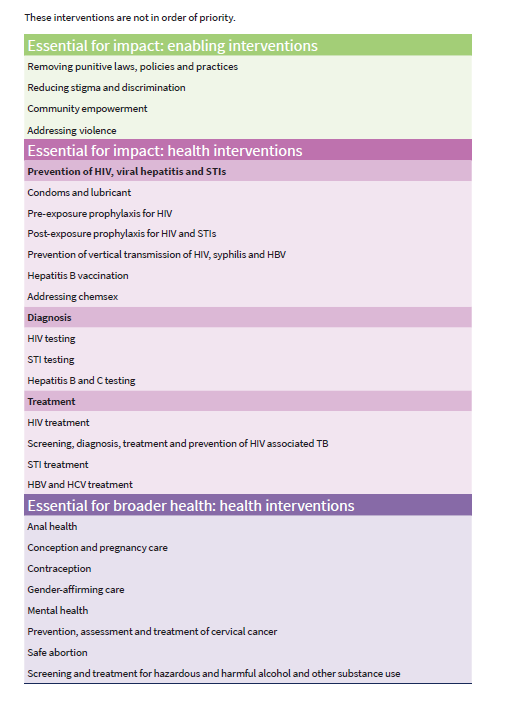 These interventions are not in order of priority.
Essential for impact: enabling interventions
Removing punitive laws, policies and practices
Reducing stigma and discrimination
Community empowerment
Addressing violence
Essential for impact: health interventions
Prevention of HIV, viral hepatitis and STIs
Condoms and lubricant
Pre-exposure prophylaxis for HIV
Post-exposure prophylaxis for HIV and STIs
Prevention of vertical transmission of HIV, syphilis and HBV
Hepatitis B vaccination
Addressing chemsex
Diagnosis
HIV testing
STI testing
Hepatitis B and C testing
Treatment
HIV treatment
Screening, diagnosis, treatment and prevention of HIV associated TB
STI treatment
HBV and HCV treatment
Essential for broader health: health interventions
Anal health
Conception and pregnancy care
Contraception
Gender-affirming care
Mental health
Prevention, assessment and treatment of cervical cancer
Safe abortion
Screening and treatment for hazardous and harmful alcohol and other substance use